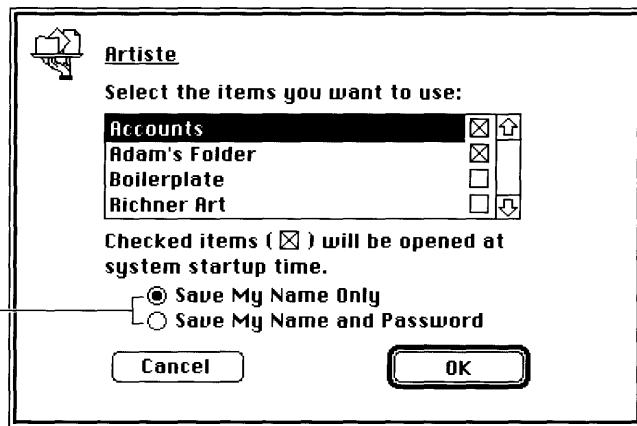 Artiste
Select the items you want to use:
Accounts
Adam's Folder
Boilerplate
Richner Art
Checked items ( ☒ ) will be opened at
system startup time.
Save My Name Only
Save My Name and Password
Cancel
OK